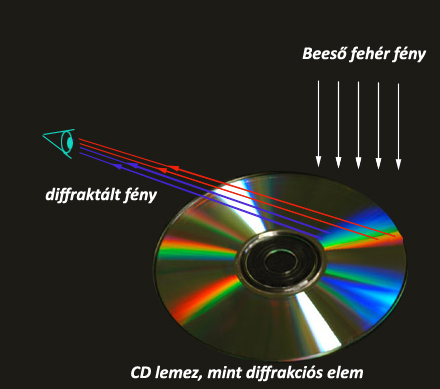 Beeső fehér fény
diffraktált fény
CD lemez, mint diffrakciós elem